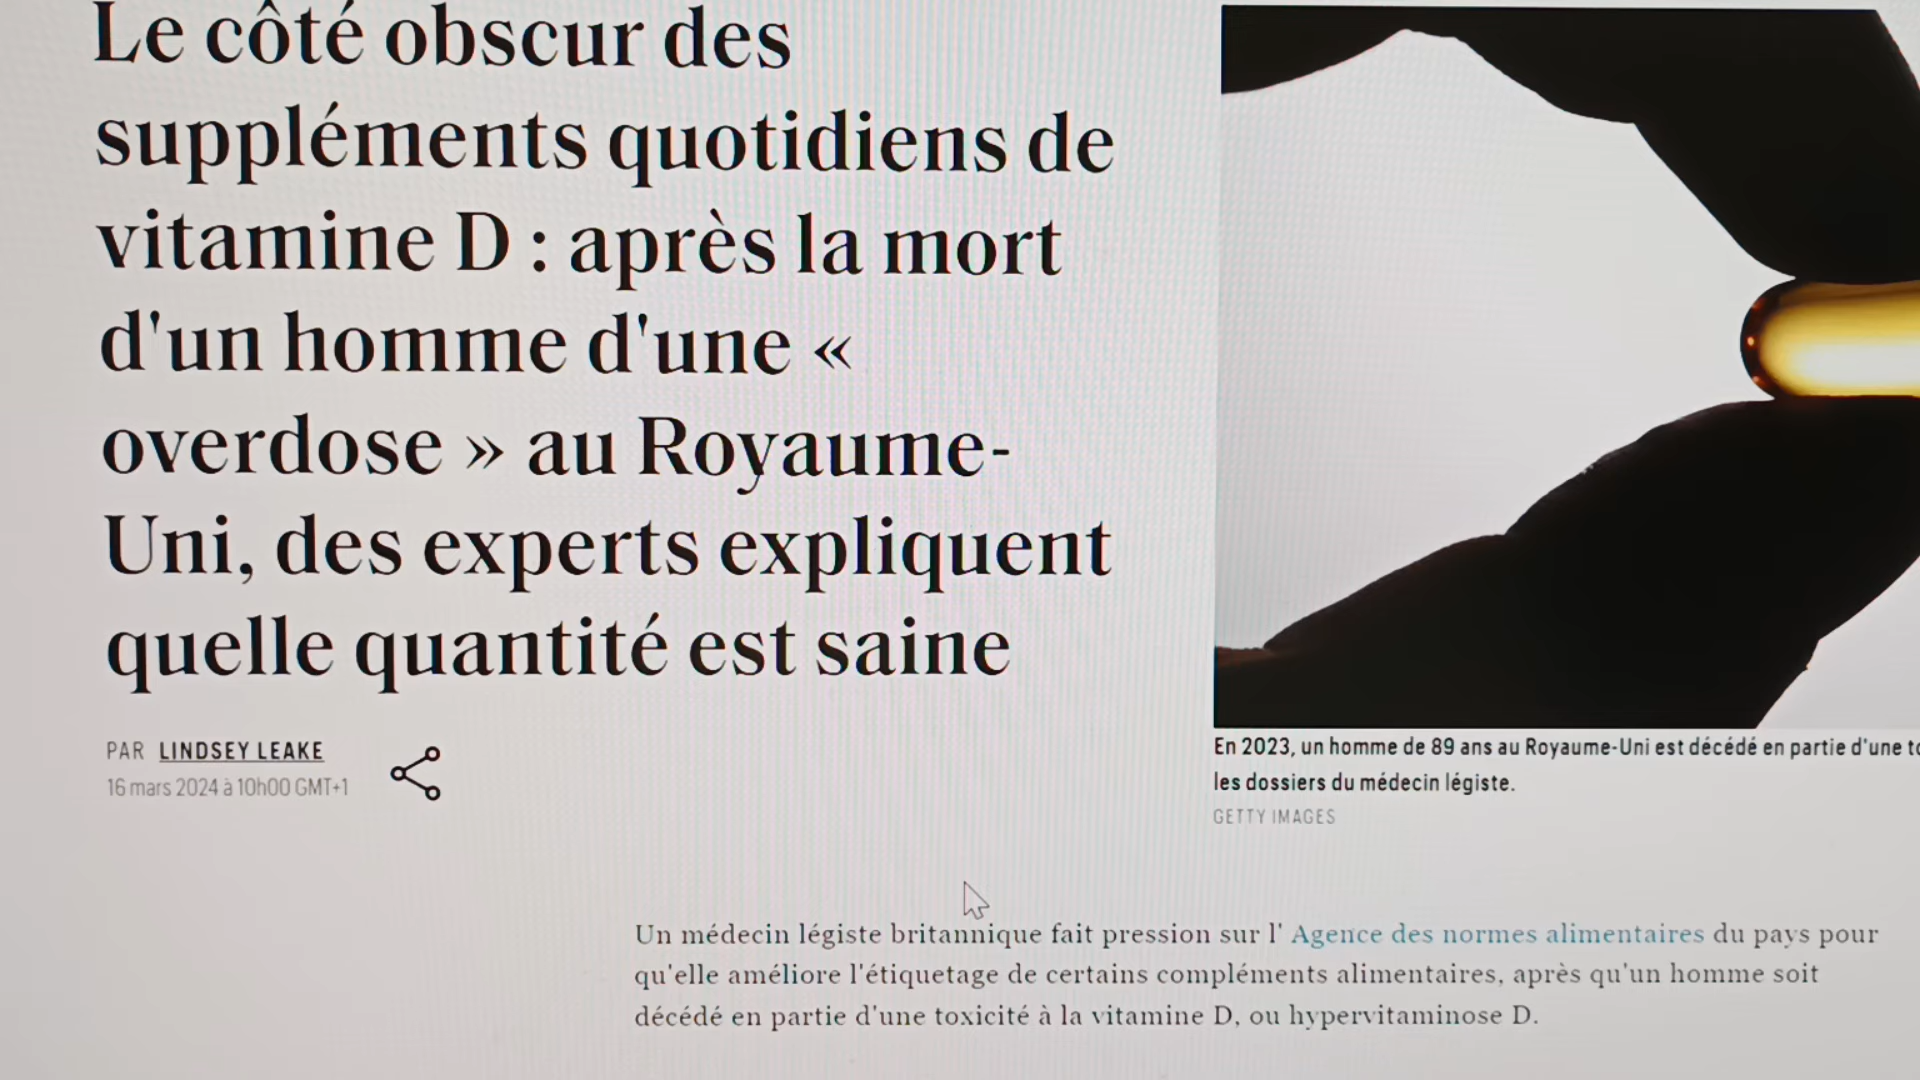 Le côté obscur des
suppléments quotidiens de
vitamine D : après la mort
d'un homme d'une «
overdose » au Royaume-
Uni, des experts expliquent
quelle quantité est saine
PAR LINDSEY LEAKE
16 mars 2024 à 10h00 GMT+1
En 2023, un homme de 89 ans au Royaume-Uni est décédé en partie d'une
les dossiers du médecin légiste.
GETTY IMAGES
Un médecin légiste britannique fait pression sur l' Agence des normes alimentaires du pays pour
qu'elle améliore l'étiquetage de certains compléments alimentaires, après qu'un homme soit
décédé en partie d'une toxicité à la vitamine D, ou hypervitaminose D.